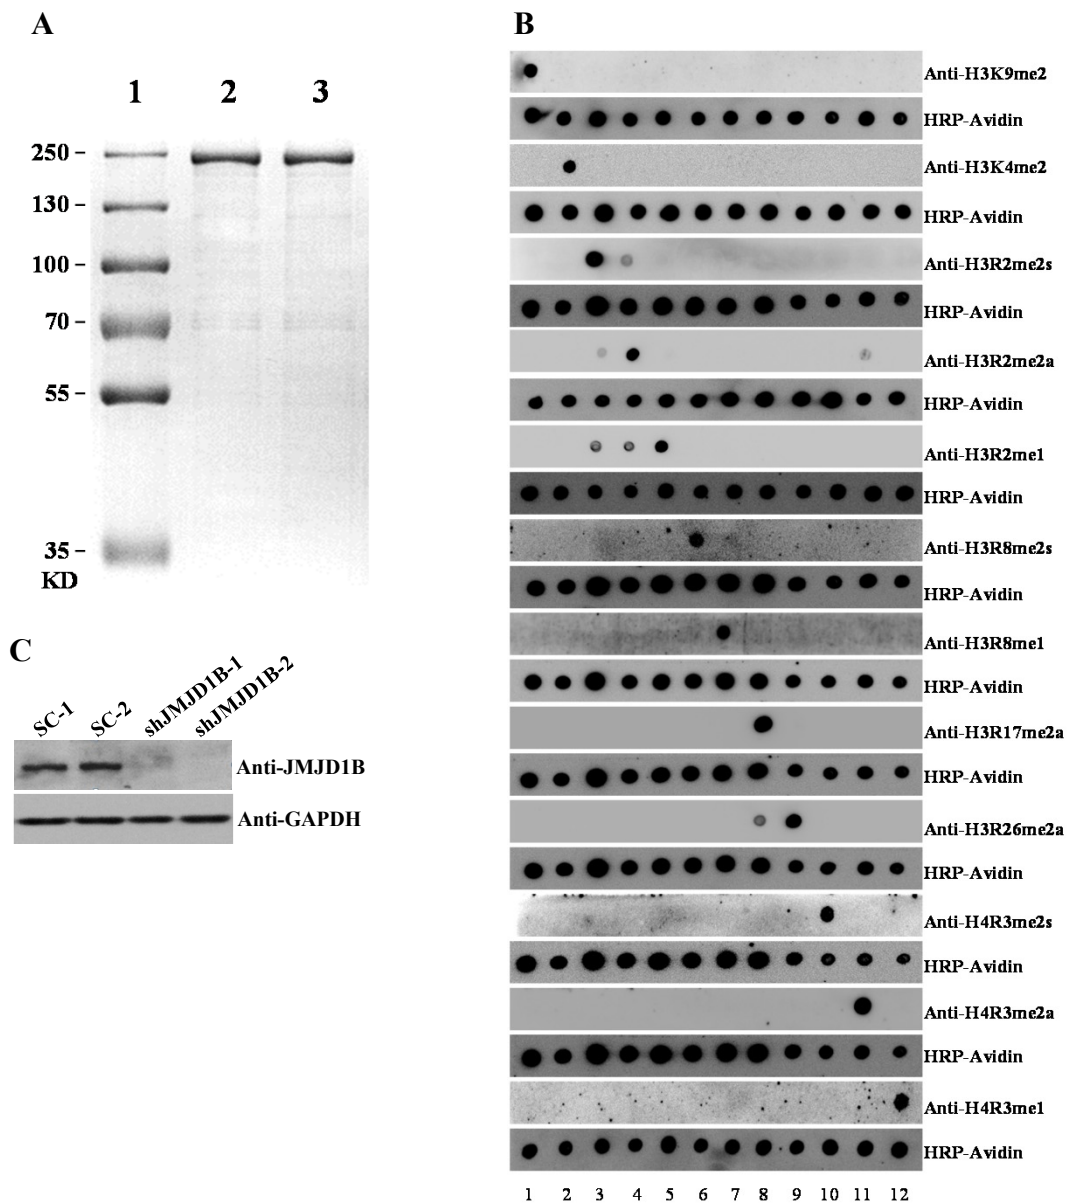 A
1 2 3
250 –
130 –
100 –
70 –
55 –
35 –
KD
B
Anti-H3K9me2
HRP-Avidin
Anti-H3K4me2
HRP-Avidin
Anti-H3R2me2s
HRP-Avidin
Anti-H3R2me2a
HRP-Avidin
Anti-H3R2me1
HRP-Avidin
Anti-H3R8me2s
HRP-Avidin
Anti-H3R8me1
HRP-Avidin
Anti-H3R17me2a
HRP-Avidin
Anti-H3R26me2a
HRP-Avidin
Anti-H4R3me2s
HRP-Avidin
Anti-H4R3me2a
HRP-Avidin
Anti-H4R3me1
HRP-Avidin
1 2 3 4 5 6 7 8 9 10 11 12
C
SC-1 SC-2 shJMJD1B-1 shJMJD1B-2
Anti-JMJD1B
Anti-GAPDH